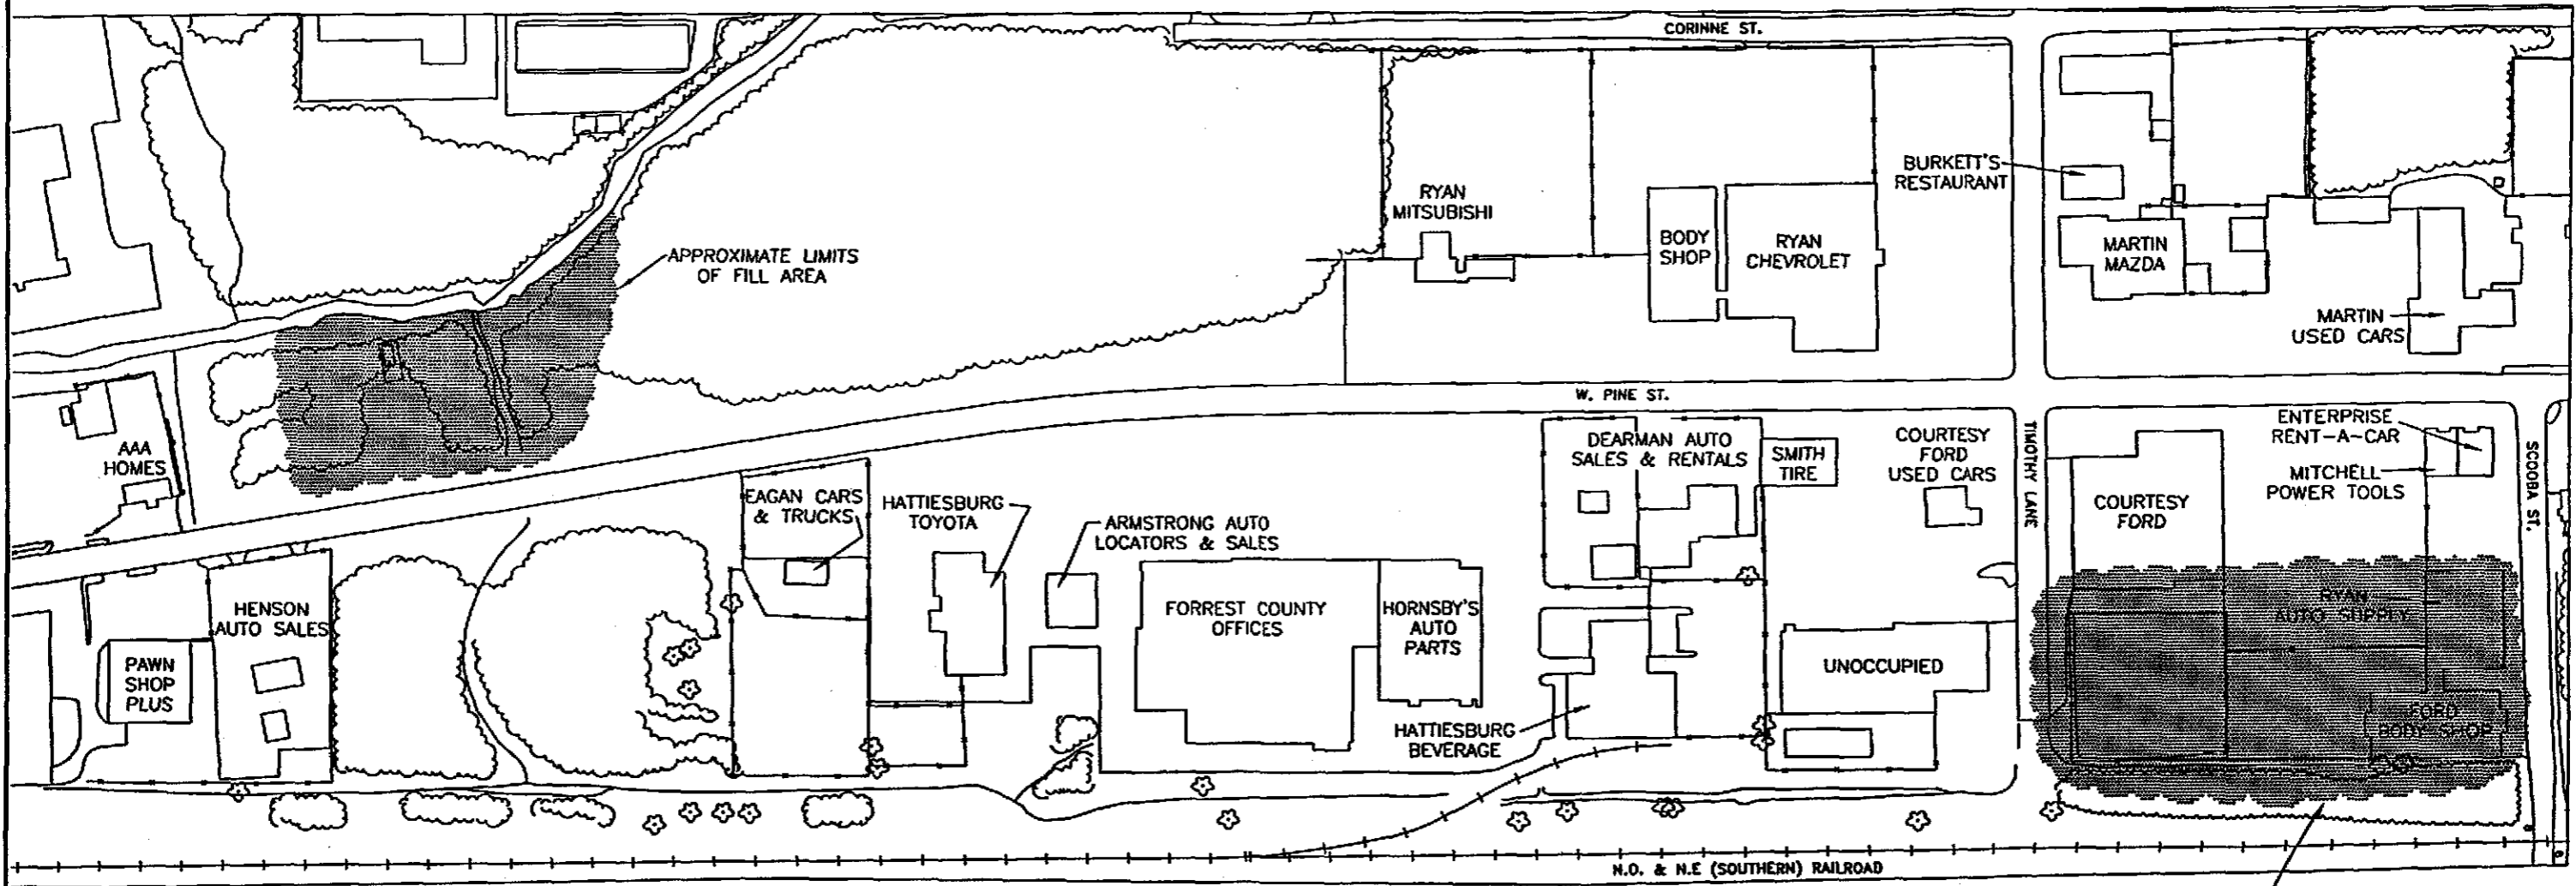 CORINNE ST.
BURKETT'S
RESTAURANT
RYAN
MITSUBISHI
BODY
SHOP
RYAN
CHEVROLET
MARTIN
MAZDA
APPROXIMATE LIMITS
OF FILL AREA
MARTIN
USED CARS
W. PINE ST.
AAA
HOMES
EAGAN CARS
& TRUCKS
HATTIESBURG
TOYOTA
ARMSTRONG AUTO
LOCATORS & SALES
DEARMAN AUTO
SALES & RENTALS
SMITH
TIRE
COURTESY
FORD
USED CARS
TIMOTHY LANE
COURTESY
FORD
ENTERPRISE
RENT-A-CAR
MITCHELL
POWER TOOLS
SCOOBA ST.
HENSON
AUTO SALES
PAWN
SHOP
PLUS
FORREST COUNTY
OFFICES
HORNSBY'S
AUTO
PARTS
HATTIESBURG
BEVERAGE
UNOCCUPIED
RYAN
AUTO SUPPLY
FORD
BODY SHOP
N.O. & N.E (SOUTHERN) RAILROAD